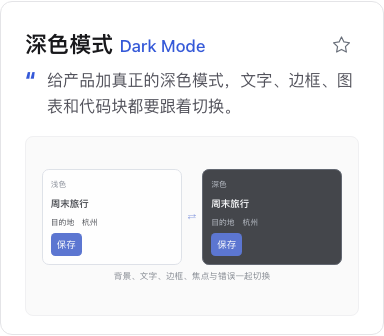 深色模式 Dark Mode
“ 给产品加真正的深色模式，文字、边框、图
表和代码块都要跟着切换。
浅色
周末旅行
目的地 杭州
保存
⇌
深色
周末旅行
目的地 杭州
保存
背景、文字、边框、焦点与错误一起切换